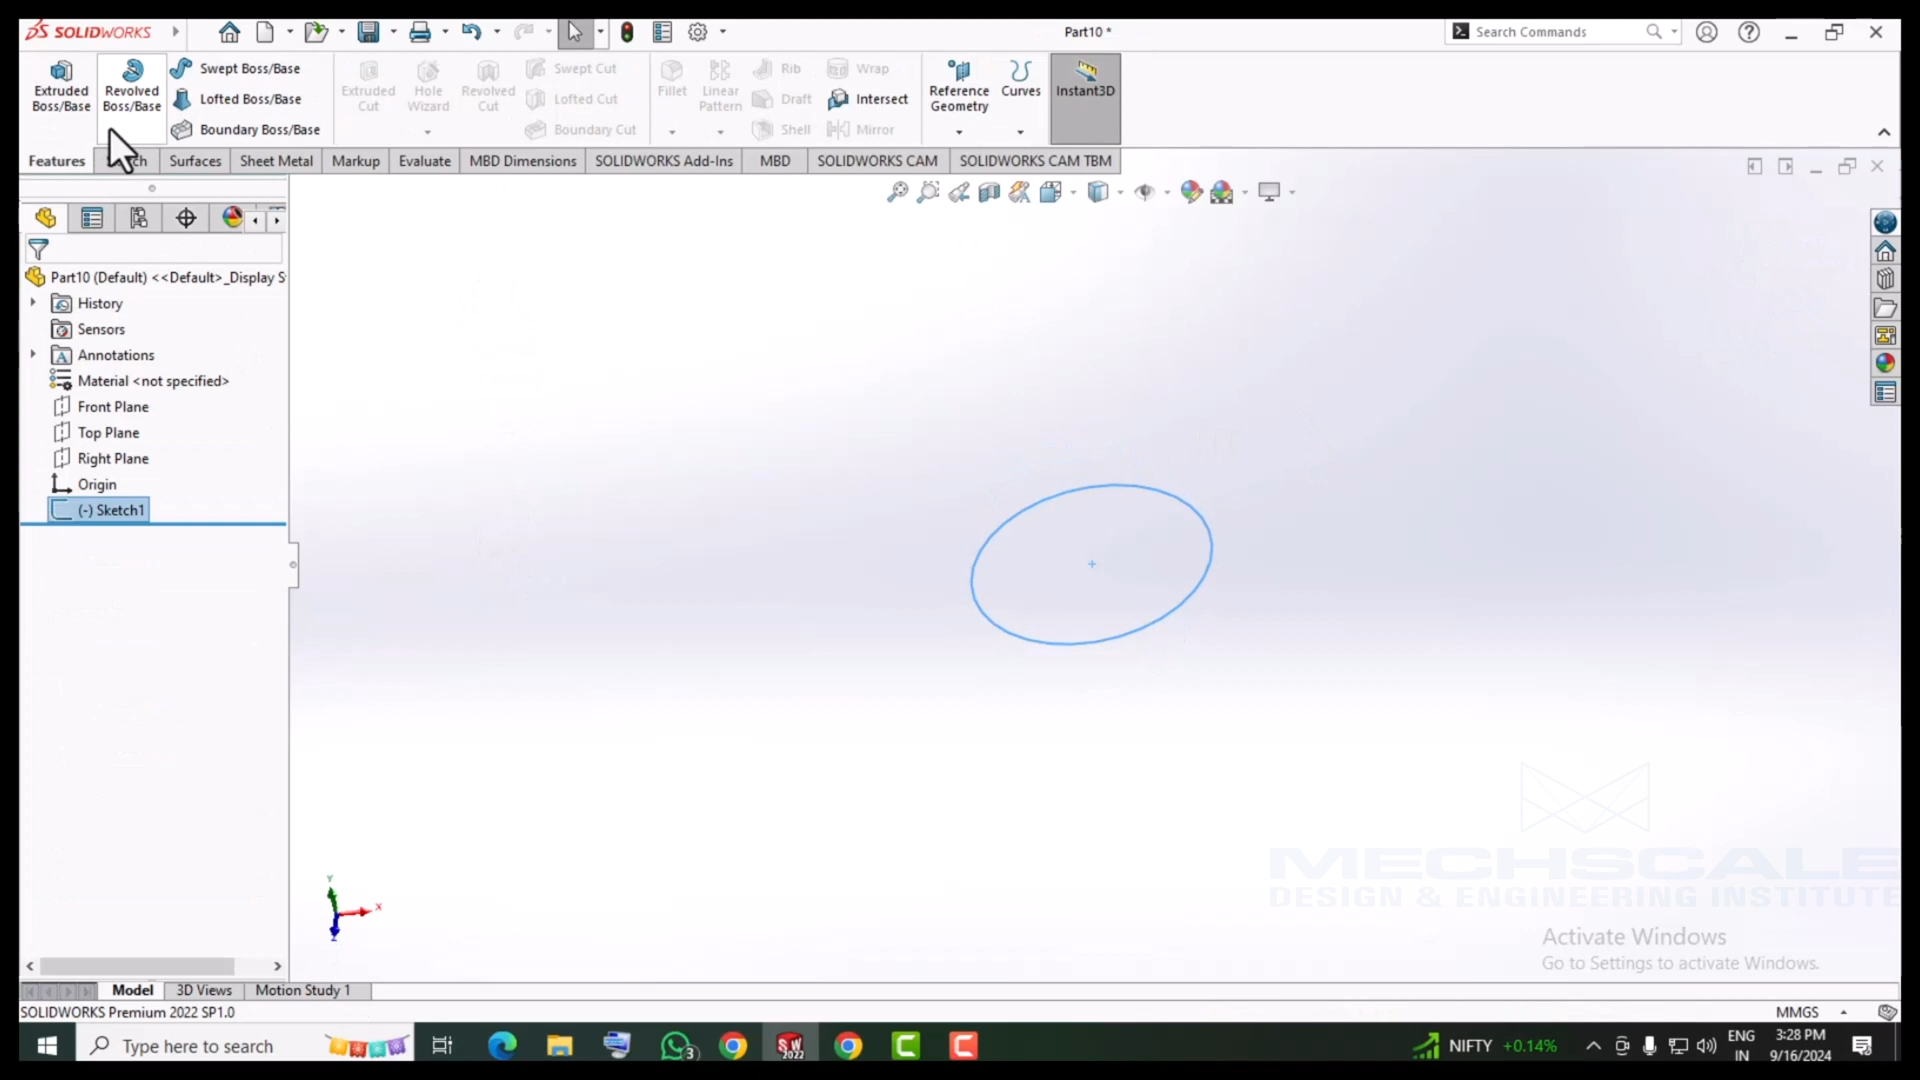 SOLIDWORKS
Part10 *
Search Commands
Extruded Boss/Base
Revolved Boss/Base
Swept Boss/Base
Lofted Boss/Base
Boundary Boss/Base
Extruded Cut
Hole Wizard
Revolved Cut
Swept Cut
Lofted Cut
Boundary Cut
Fillet
Linear Pattern
Rib
Draft
Shell
Wrap
Intersect
Mirror
Reference Geometry
Curves
Instant3D
Features
Surfaces
Sheet Metal
Markup
Evaluate
MBD Dimensions
SOLIDWORKS Add-Ins
MBD
SOLIDWORKS CAM
SOLIDWORKS CAM TBM
Part10 (Default) <<Default>_Display S
History
Sensors
Annotations
Material <not specified>
Front Plane
Top Plane
Right Plane
Origin
(-) Sketch1
Y
X
Z
MECHSCALE
DESIGN & ENGINEERING INSTITUTE
Activate Windows
Go to Settings to activate Windows.
Model
3D Views
Motion Study 1
SOLIDWORKS Premium 2022 SP1.0
MMGS
Type here to search
3
SW
2022
NIFTY +0.14%
ENG
IN
3:28 PM
9/16/2024